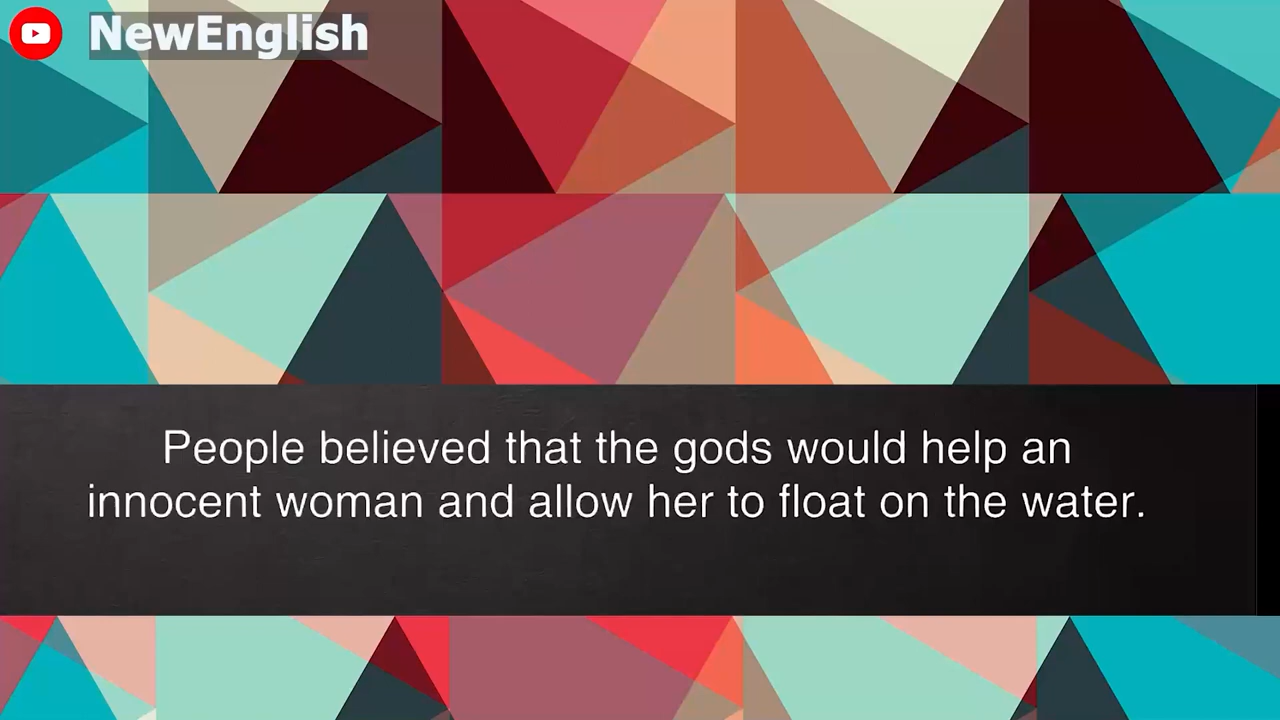 NewEnglish
People believed that the gods would help an
innocent woman and allow her to float on the water.